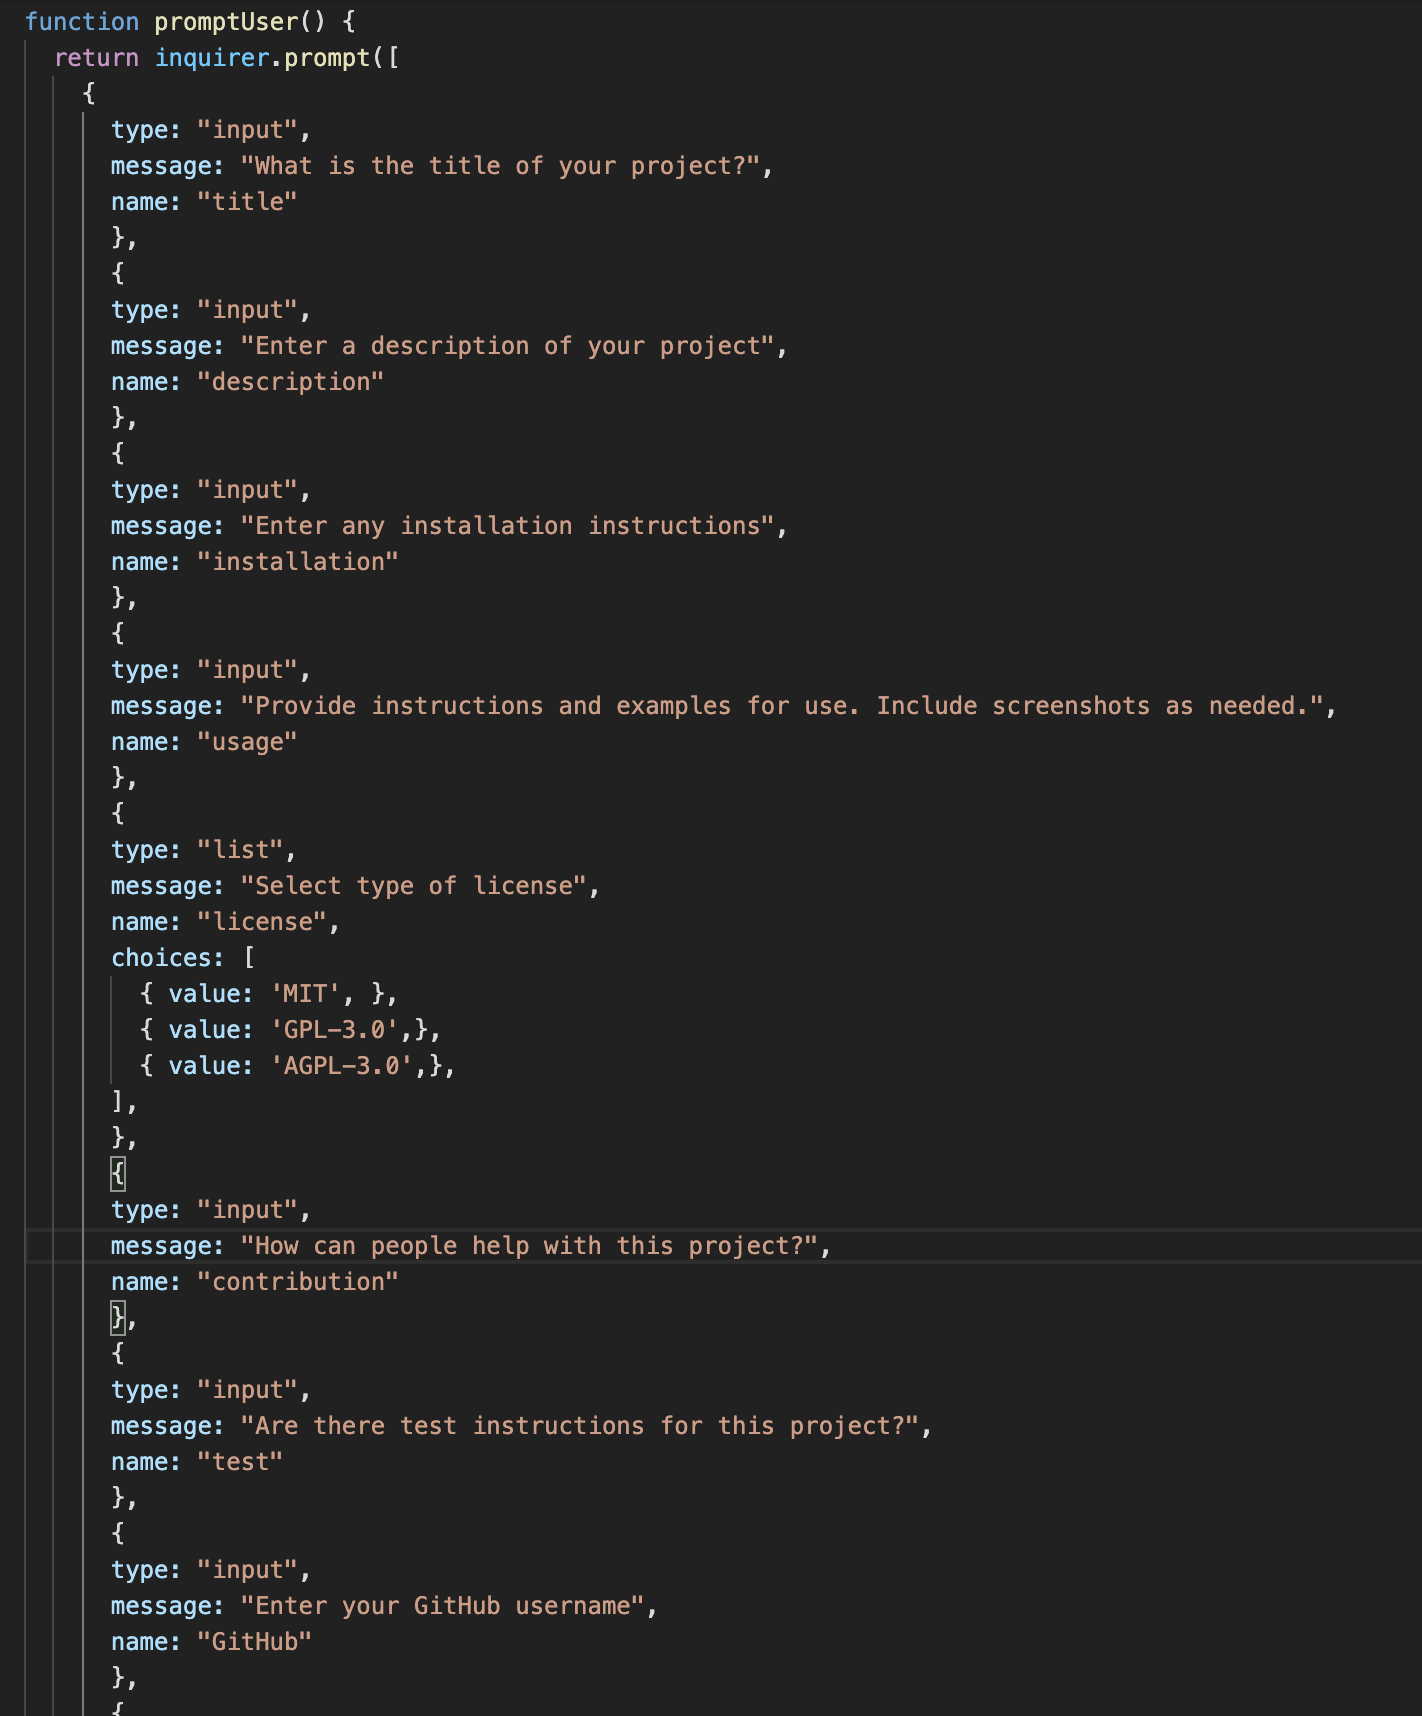 function promptUser() {
return inquirer.prompt([
{
type: "input",
message: "What is the title of your project?",
name: "title"
},
{
type: "input",
message: "Enter a description of your project",
name: "description"
},
{
type: "input",
message: "Enter any installation instructions",
name: "installation"
},
{
type: "input",
message: "Provide instructions and examples for use. Include screenshots as needed.",
name: "usage"
},
{
type: "list",
message: "Select type of license",
name: "license",
choices: [
{ value: 'MIT', },
{ value: 'GPL-3.0',},
{ value: 'AGPL-3.0',},
],
},
{
type: "input",
message: "How can people help with this project?",
name: "contribution"
},
{
type: "input",
message: "Are there test instructions for this project?",
name: "test"
},
{
type: "input",
message: "Enter your GitHub username",
name: "GitHub"
},
{